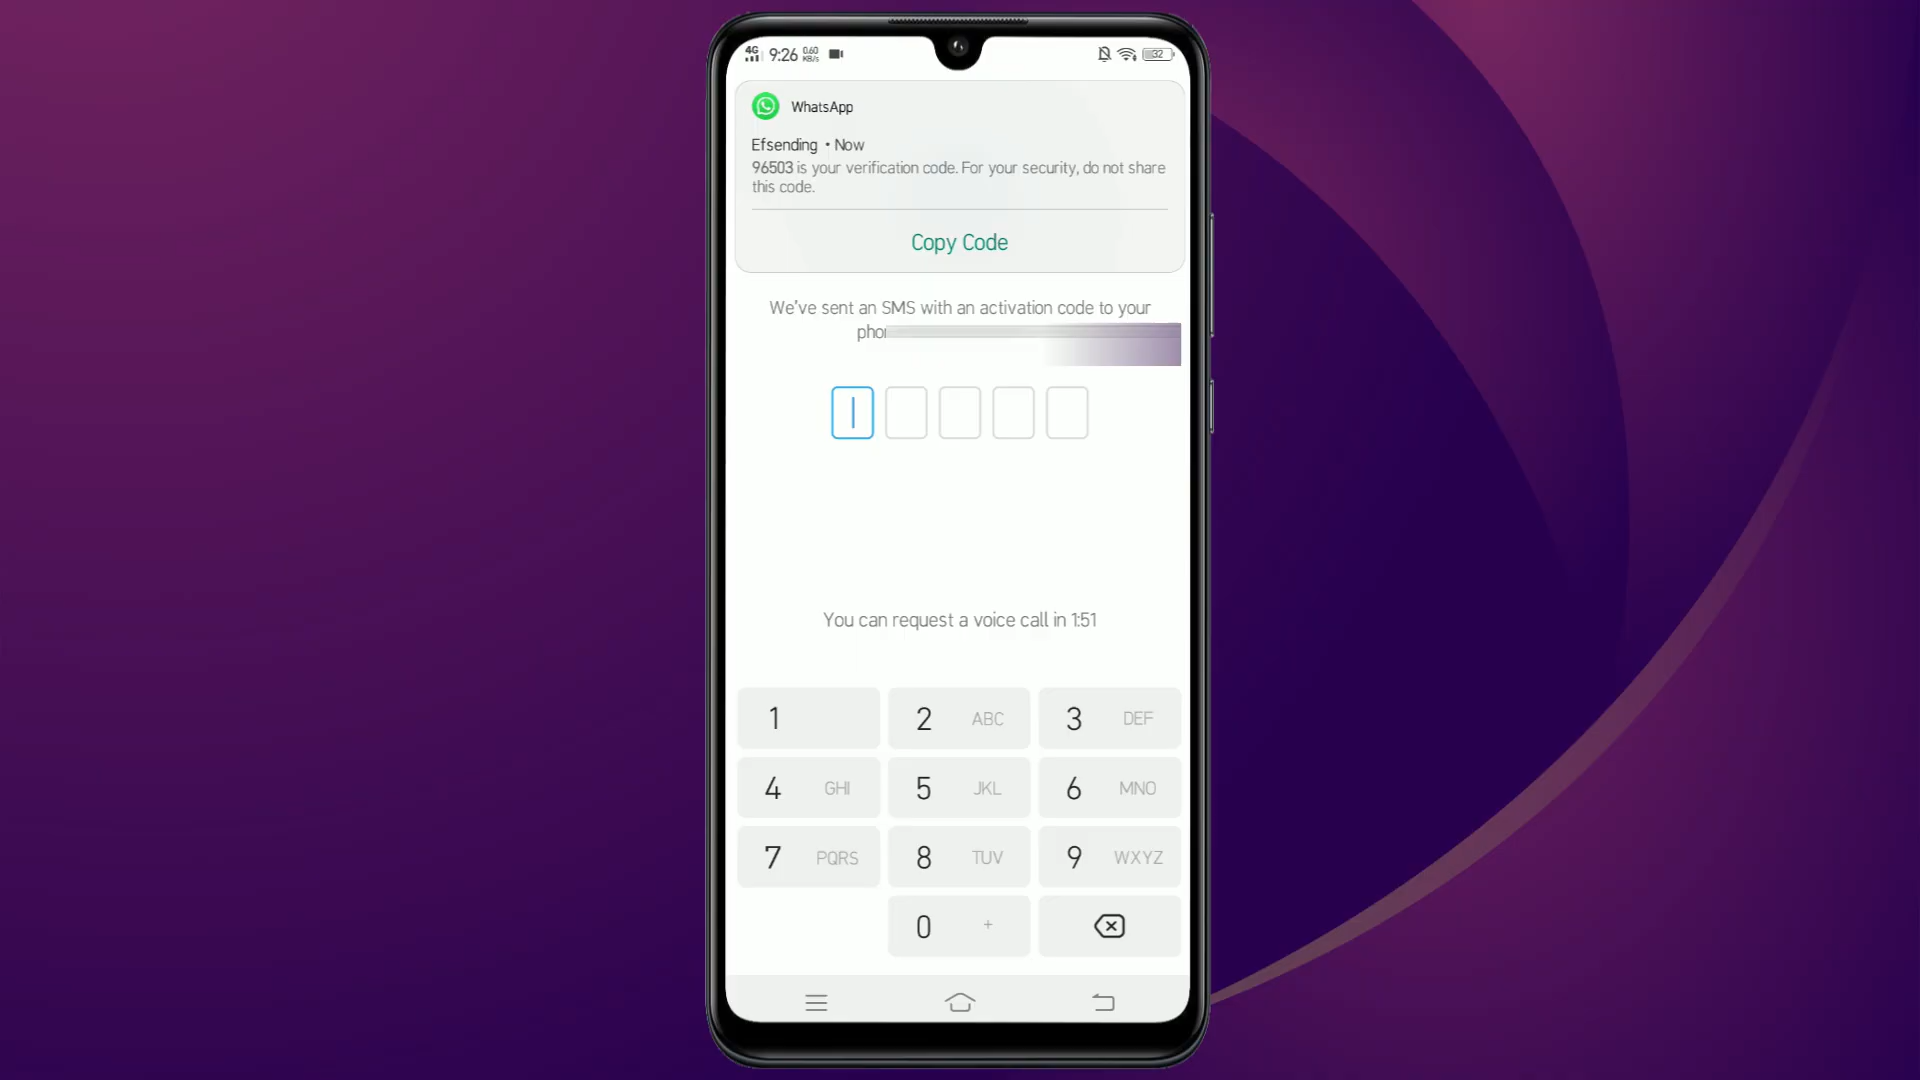 4G 9:26 0.60 KB/s 32
WhatsApp
Efsending • Now
96503 is your verification code. For your security, do not share
this code.
Copy Code
We've sent an SMS with an activation code to your
You can request a voice call in 1:51
1
2 ABC
3 DEF
4 GHI
5 JKL
6 MNO
7 PQRS
8 TUV
9 WXYZ
0 +